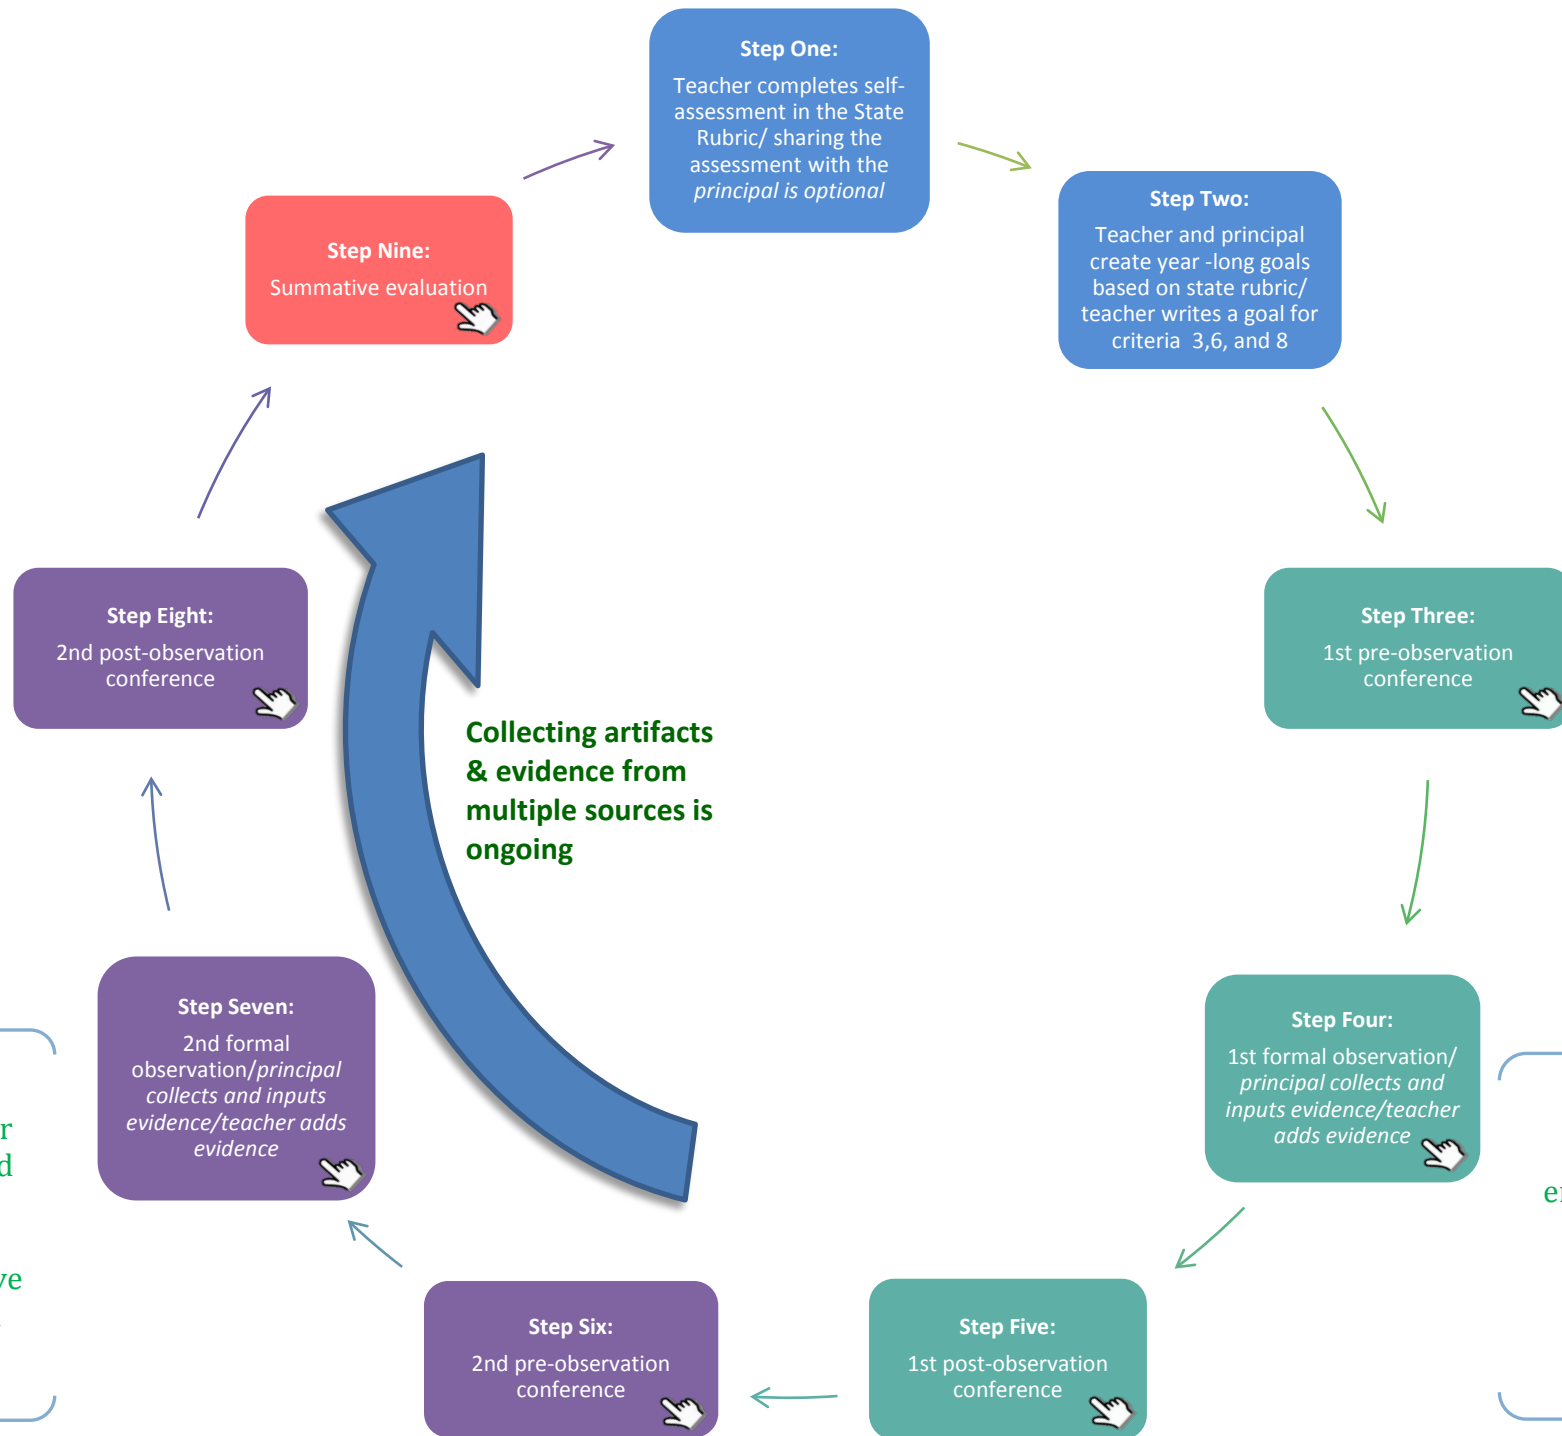 Step One:
Teacher completes self-
assessment in the State
Rubric/ sharing the
assessment with the
principal is optional
Step Two:
Teacher and principal
create year -long goals
based on state rubric/
teacher writes a goal for
criteria 3,6, and 8
Step Three:
1st pre-observation
conference
Step Four:
1st formal observation/
principal collects and
inputs evidence/teacher
adds evidence
Step Five:
1st post-observation
conference
Step Six:
2nd pre-observation
conference
Step Seven:
2nd formal
observation/principal
collects and inputs
evidence/teacher adds
evidence
Step Eight:
2nd post-observation
conference
Step Nine:
Summative evaluation
Collecting artifacts
& evidence from
multiple sources is
ongoing